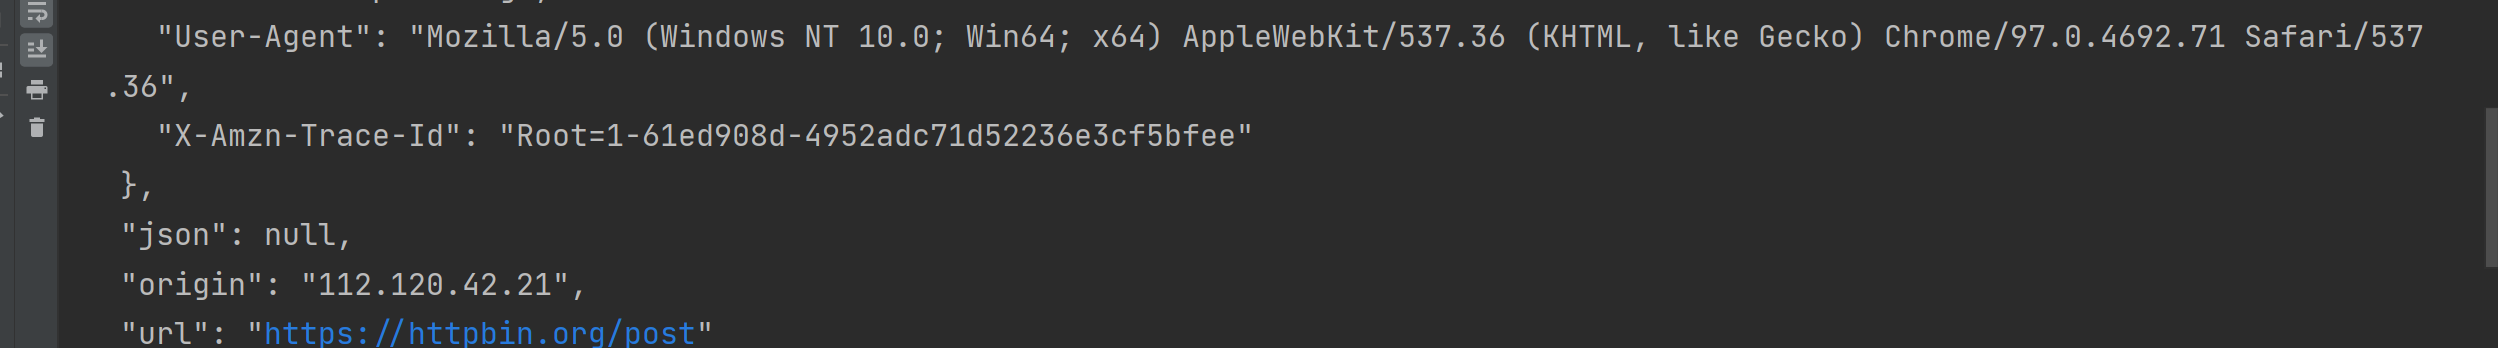 "User-Agent": "Mozilla/5.0 (Windows NT 10.0; Win64; x64) AppleWebKit/537.36 (KHTML, like Gecko) Chrome/97.0.4692.71 Safari/537
.36",
"X-Amzn-Trace-Id": "Root=1-61ed908d-4952adc71d52236e3cf5bfee"
},
"json": null,
"origin": "112.120.42.21",
"url": "https://httpbin.org/post"